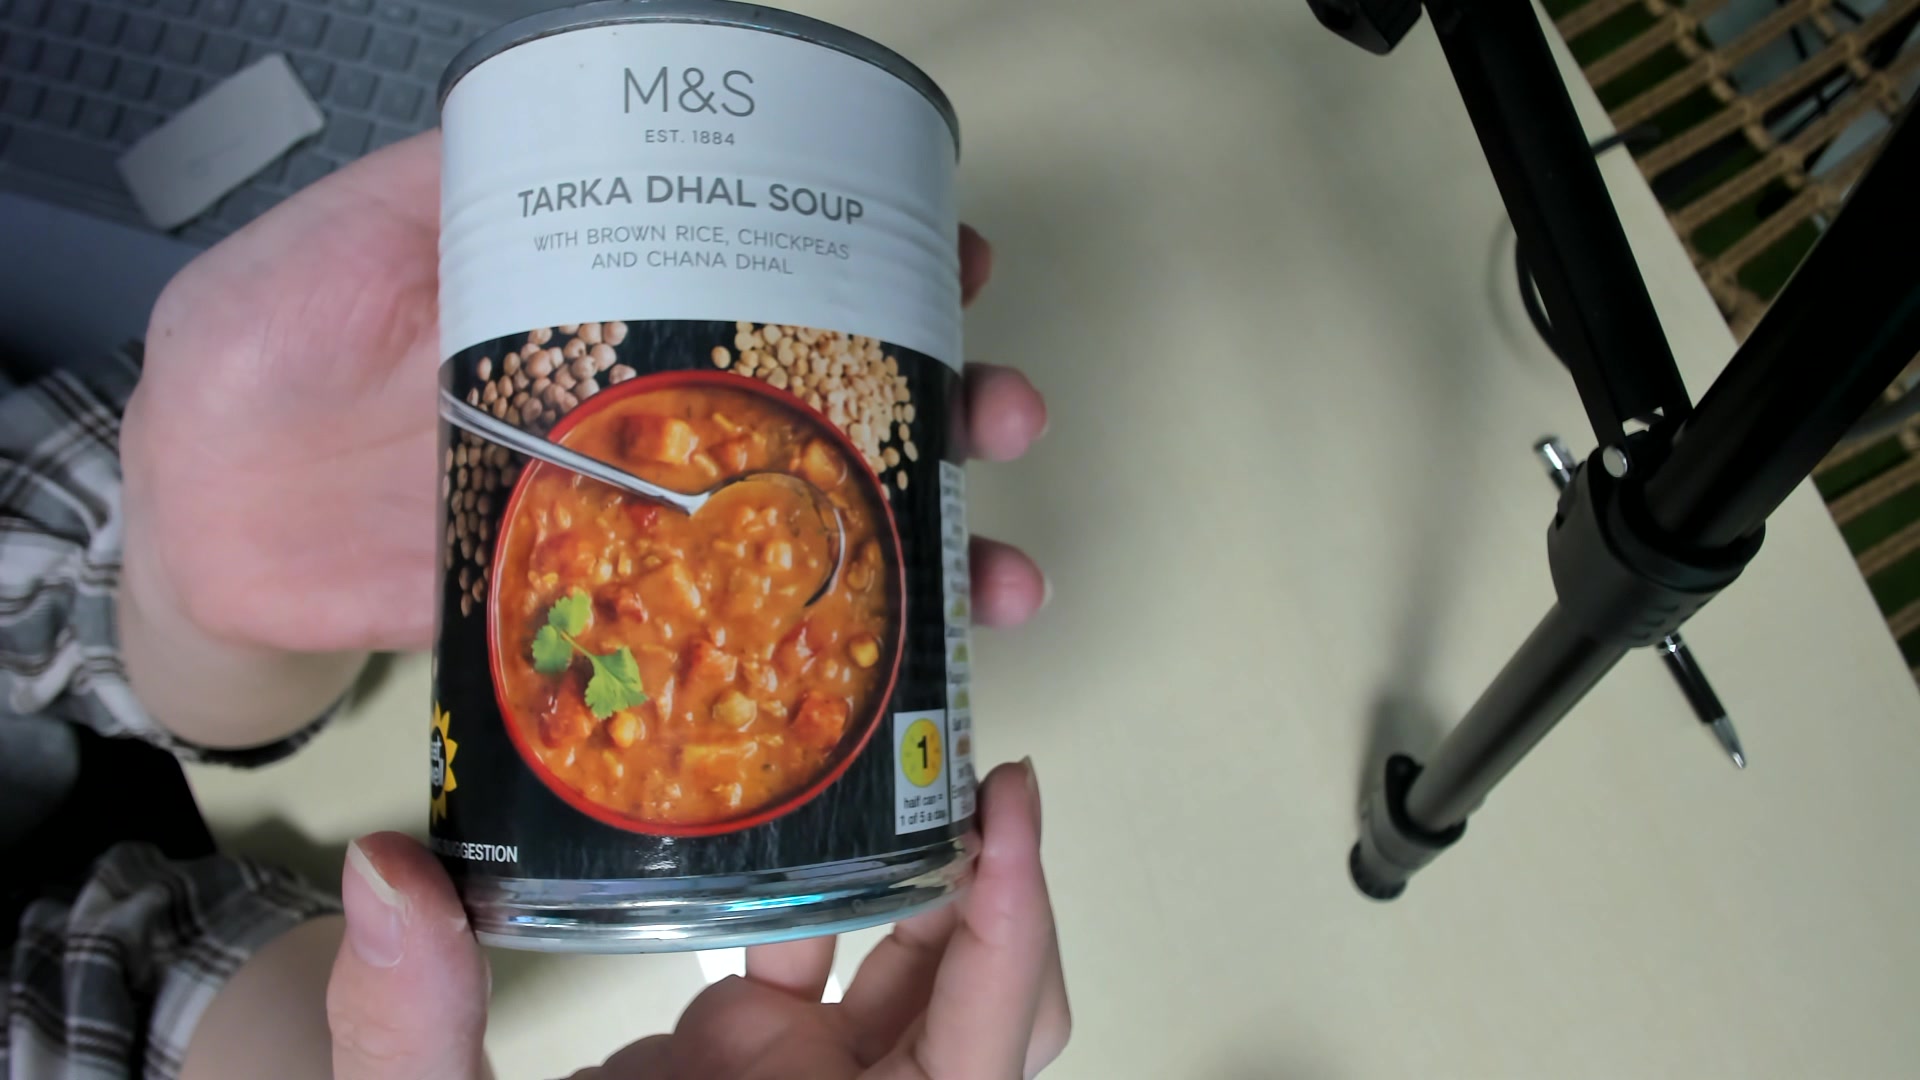 M&S
EST. 1884
TARKA DHAL SOUP
WITH BROWN RICE, CHICKPEAS
AND CHANA DHAL
1
half can =
1 of 5 a day
SUGGESTION